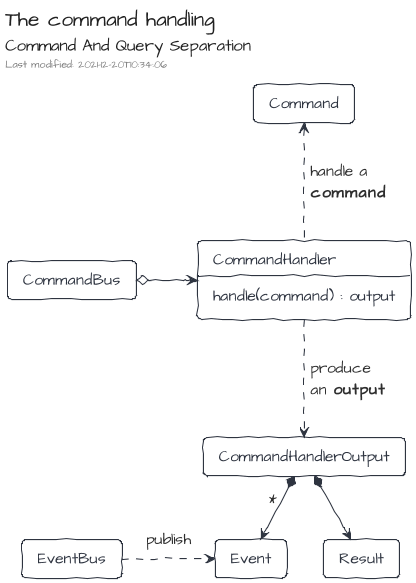 The command handling
Command And Query Separation
Last modified: 2021-12-20T10:34:06
Command
handle a
command
CommandHandler
CommandBus
handle(command) : output
produce
an output
CommandHandlerOutput
*
publish
EventBus
Event
Result